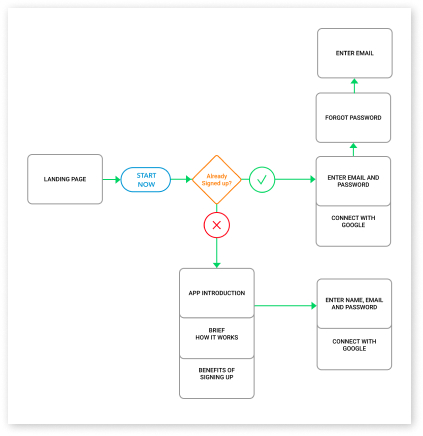 ENTER EMAIL
FORGOT PASSWORD
LANDING PAGE
START
NOW
Already
Signed up?
ENTER EMAIL AND
PASSWORD
CONNECT WITH
GOOGLE
APP INTRODUCTION
BRIEF
HOW IT WORKS
BENEFITS OF
SIGNING UP
ENTER NAME, EMAIL
AND PASSWORD
CONNECT WITH
GOOGLE